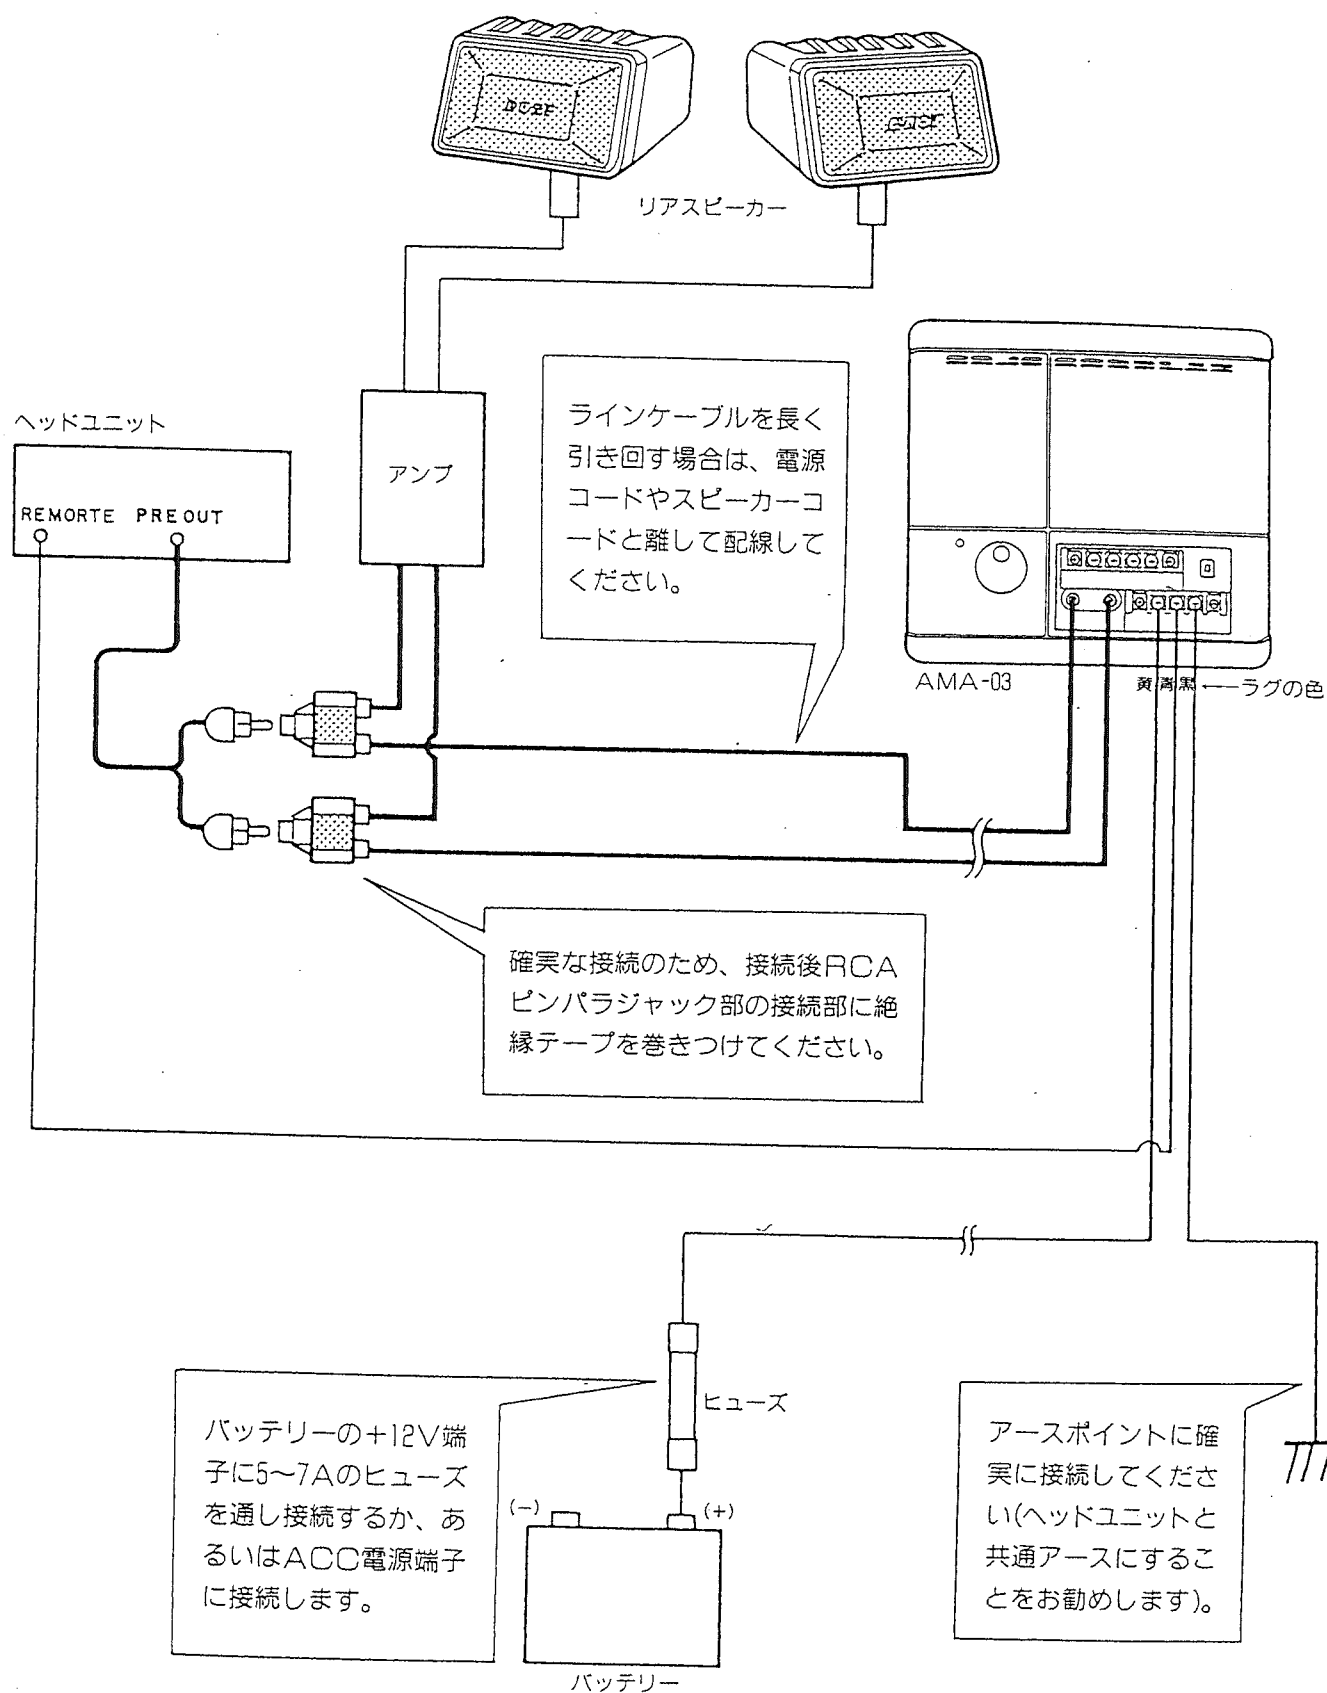 リアスピーカー
ヘッドユニット
REMORTE PREOUT
アンプ
ラインケーブルを長く
引き回す場合は、電源
コードやスピーカーコ
ードと離して配線して
ください。
AMA-03
黄青黒←ラグの色
確実な接続のため、接続後RCA
ピンパラジャック部の接続部に絶
縁テープを巻きつけてください。
バッテリーの+12V端
子に5〜7Aのヒューズ
を通し接続するか、あ
るいはACC電源端子
に接続します。
ヒューズ
(−)
(+)
バッテリー
アースポイントに確
実に接続してくださ
い(ヘッドユニットと
共通アースにするこ
とをお勧めします)。